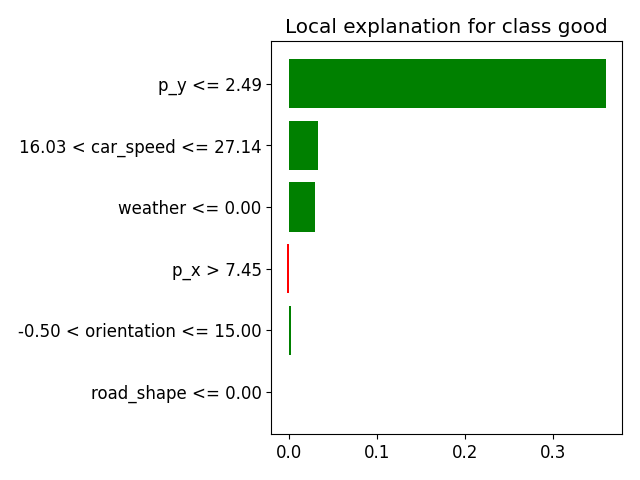 Local explanation for class good
p_y <= 2.49
16.03 < car_speed <= 27.14
weather <= 0.00
p_x > 7.45
-0.50 < orientation <= 15.00
road_shape <= 0.00
0.0 0.1 0.2 0.3